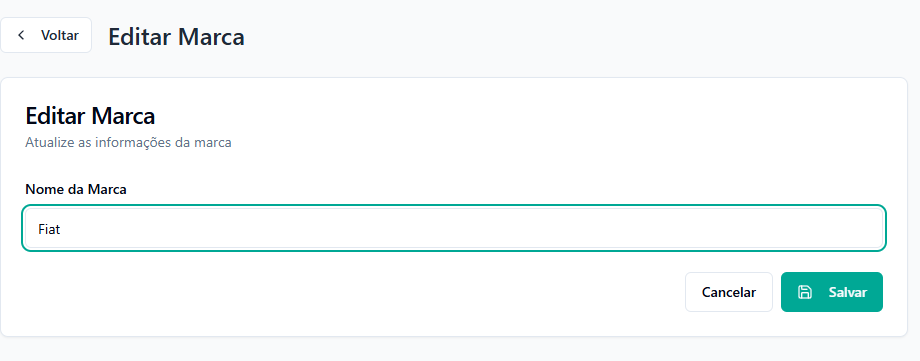 Voltar Editar Marca
Editar Marca
Atualize as informações da marca
Nome da Marca
Fiat
Cancelar Salvar